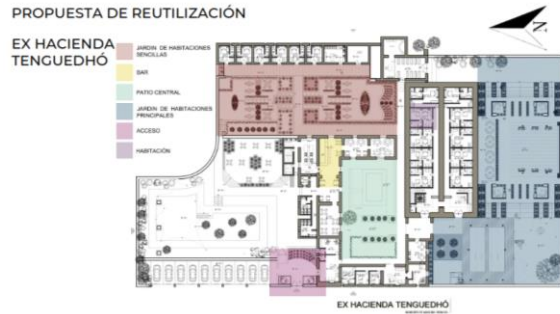 PROPUESTA DE REUTILIZACIÓN
EX HACIENDA
TENGUEDHÓ
JARDIN DE HABITACIONES
SENCILLAS
BAR
PATIO CENTRAL
JARDIN DE HABITACIONES
PRINCIPALES
ACCESO
HABITACIÓN
N
EX HACIENDA TENGUEDHÓ